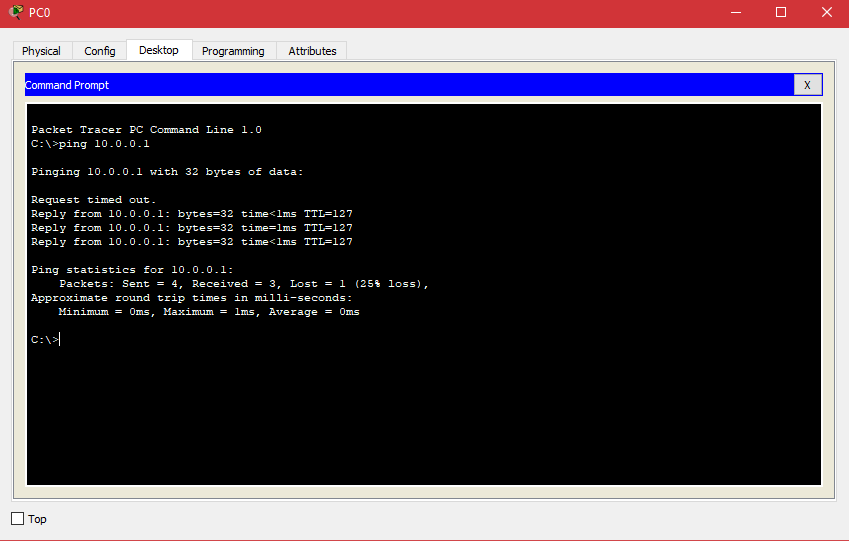 PC0
Physical Config Desktop Programming Attributes
Command Prompt X
Packet Tracer PC Command Line 1.0
C:\>ping 10.0.0.1
Pinging 10.0.0.1 with 32 bytes of data:
Request timed out.
Reply from 10.0.0.1: bytes=32 time<1ms TTL=127
Reply from 10.0.0.1: bytes=32 time=1ms TTL=127
Reply from 10.0.0.1: bytes=32 time<1ms TTL=127
Ping statistics for 10.0.0.1:
    Packets: Sent = 4, Received = 3, Lost = 1 (25% loss),
Approximate round trip times in milli-seconds:
    Minimum = 0ms, Maximum = 1ms, Average = 0ms
C:\>
Top